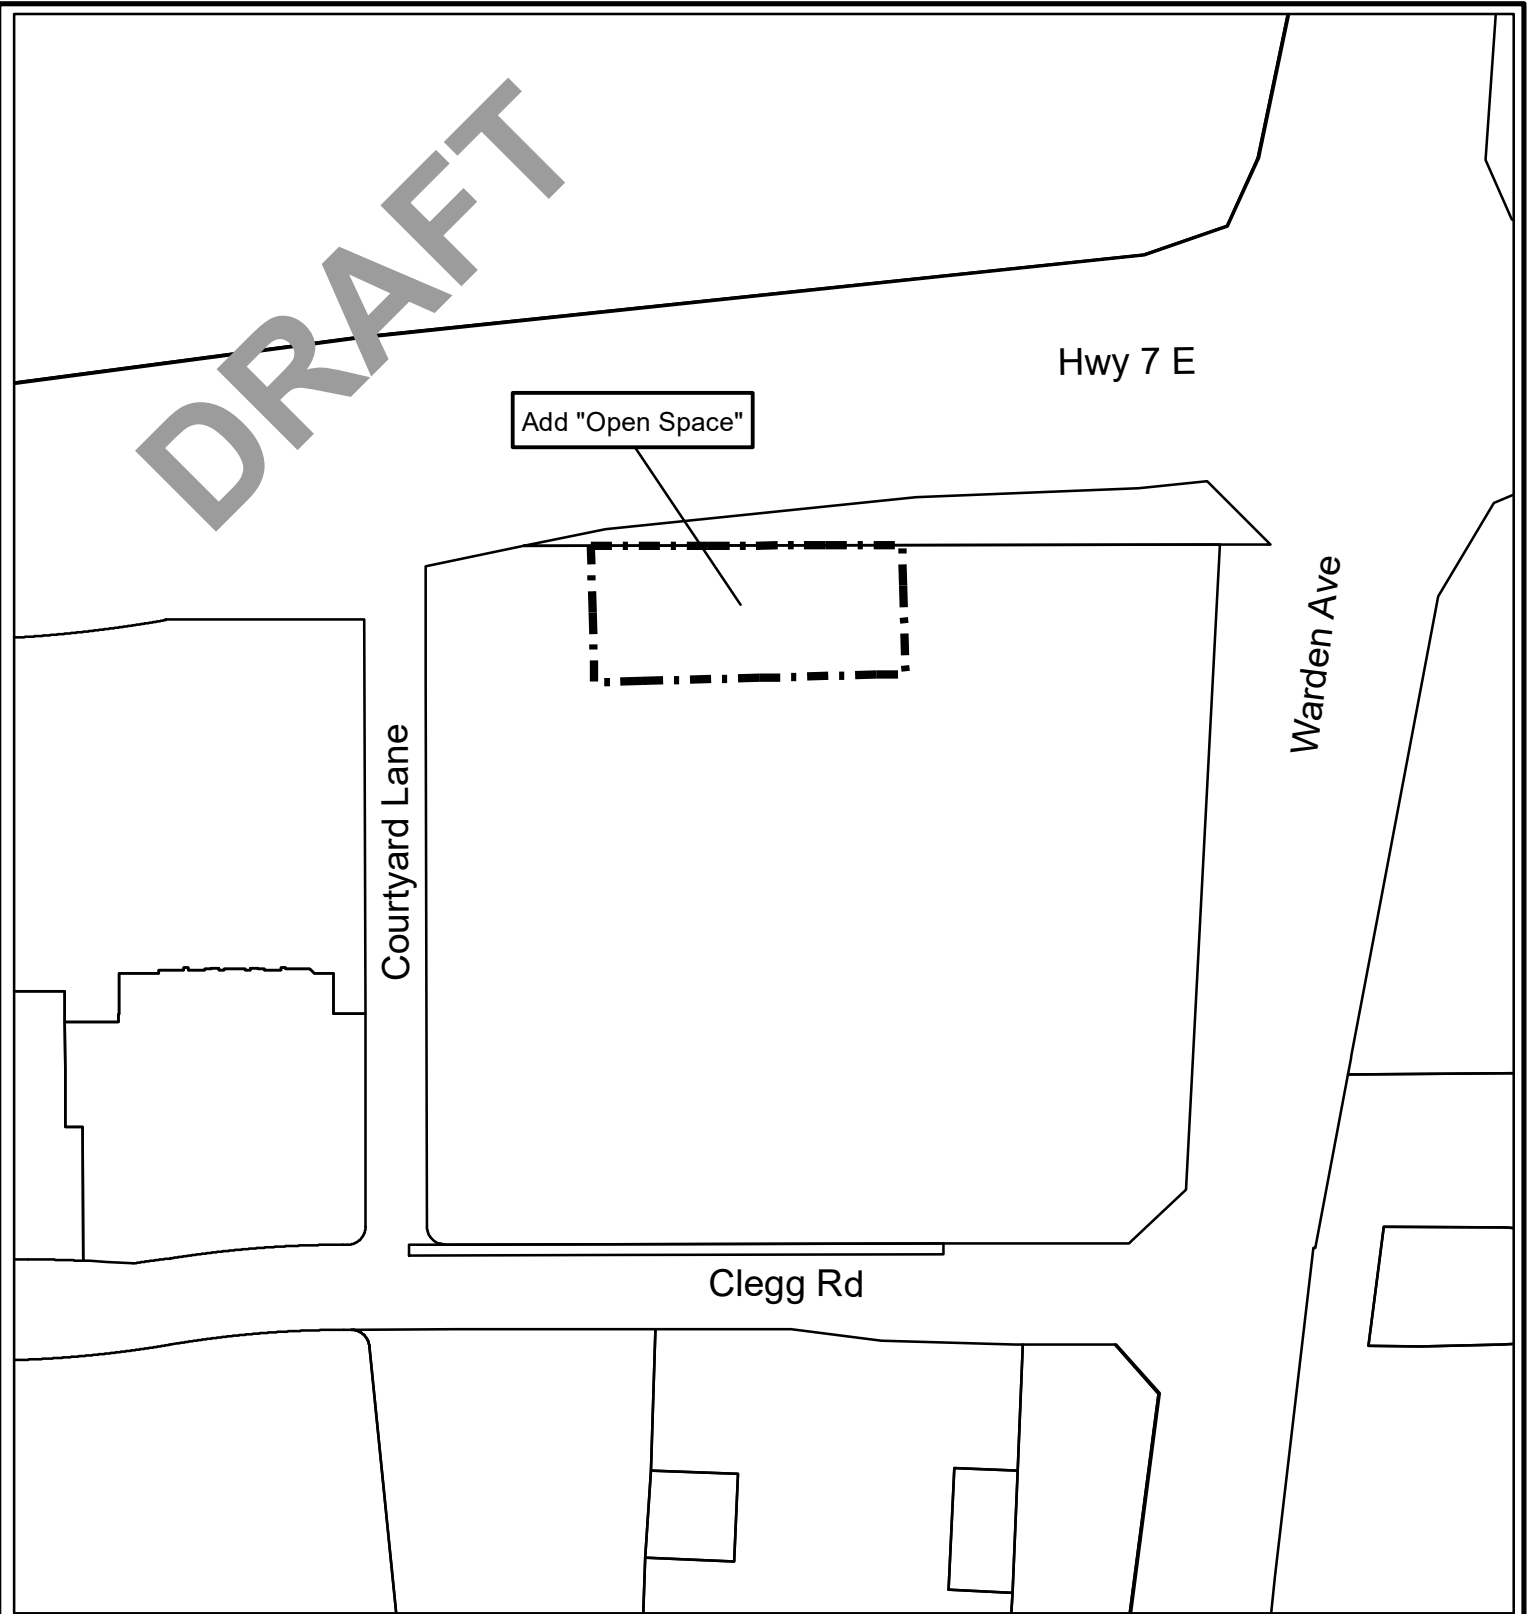 DRAFT
Hwy 7 E
Add "Open Space"
Warden Ave
Courtyard Lane
Clegg Rd